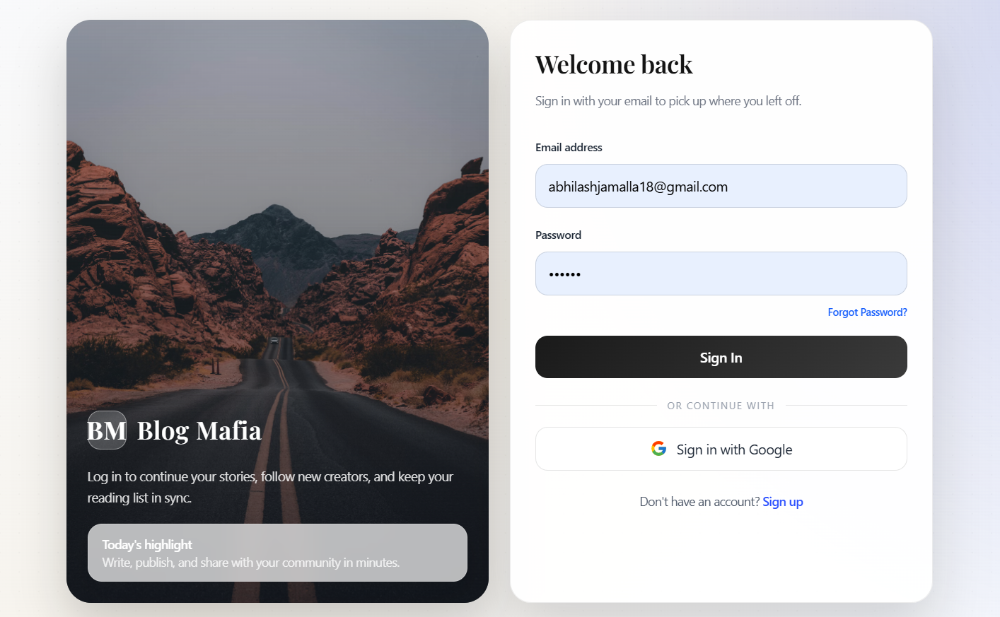 BM Blog Mafia
Log in to continue your stories, follow new creators, and keep your
reading list in sync.
Today's highlight
Write, publish, and share with your community in minutes.
Welcome back
Sign in with your email to pick up where you left off.
Email address
abhilashjamalla18@gmail.com
Password
••••••
Forgot Password?
Sign In
OR CONTINUE WITH
Sign in with Google
Don't have an account? Sign up